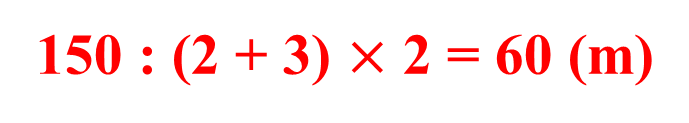 150 : (2 + 3) × 2 = 60 (m)